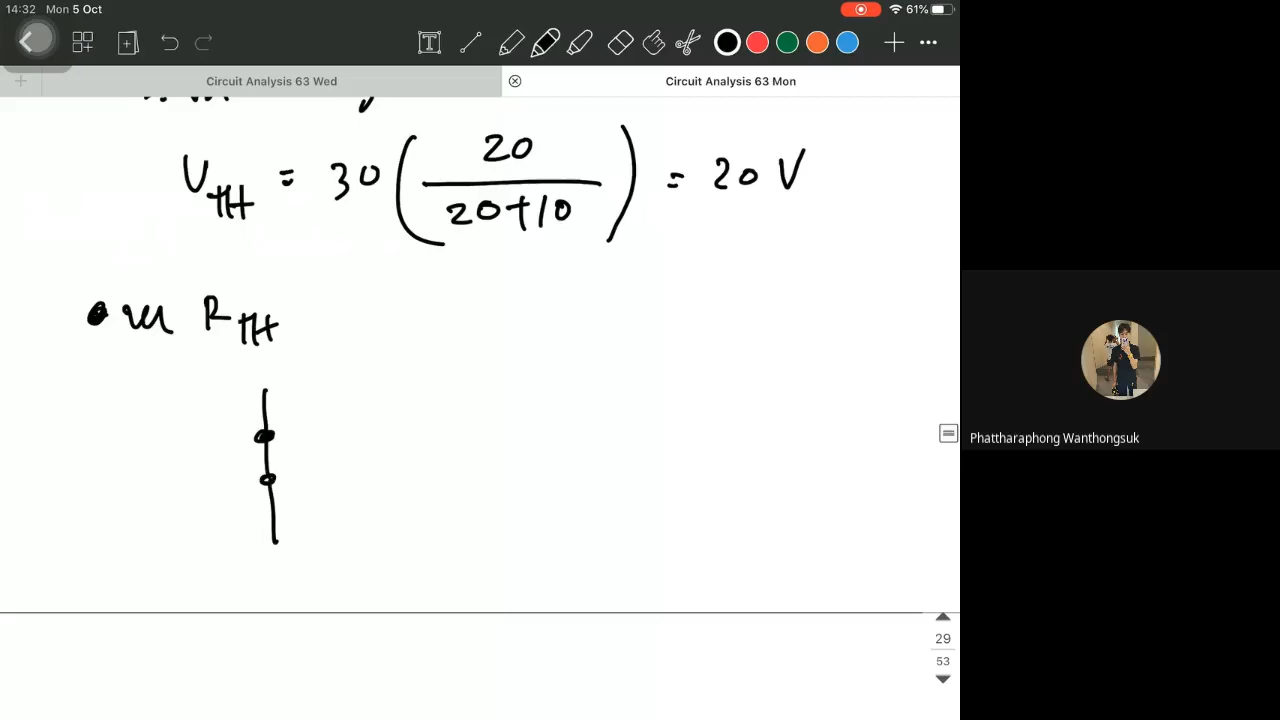 14:32 Mon 5 Oct
61%
Circuit Analysis 63 Wed
Circuit Analysis 63 Mon
V_TH = 30 ( 20 / 20+10 ) = 20 V
• หา R_TH
Phattharaphong Wanthongsuk
29
53